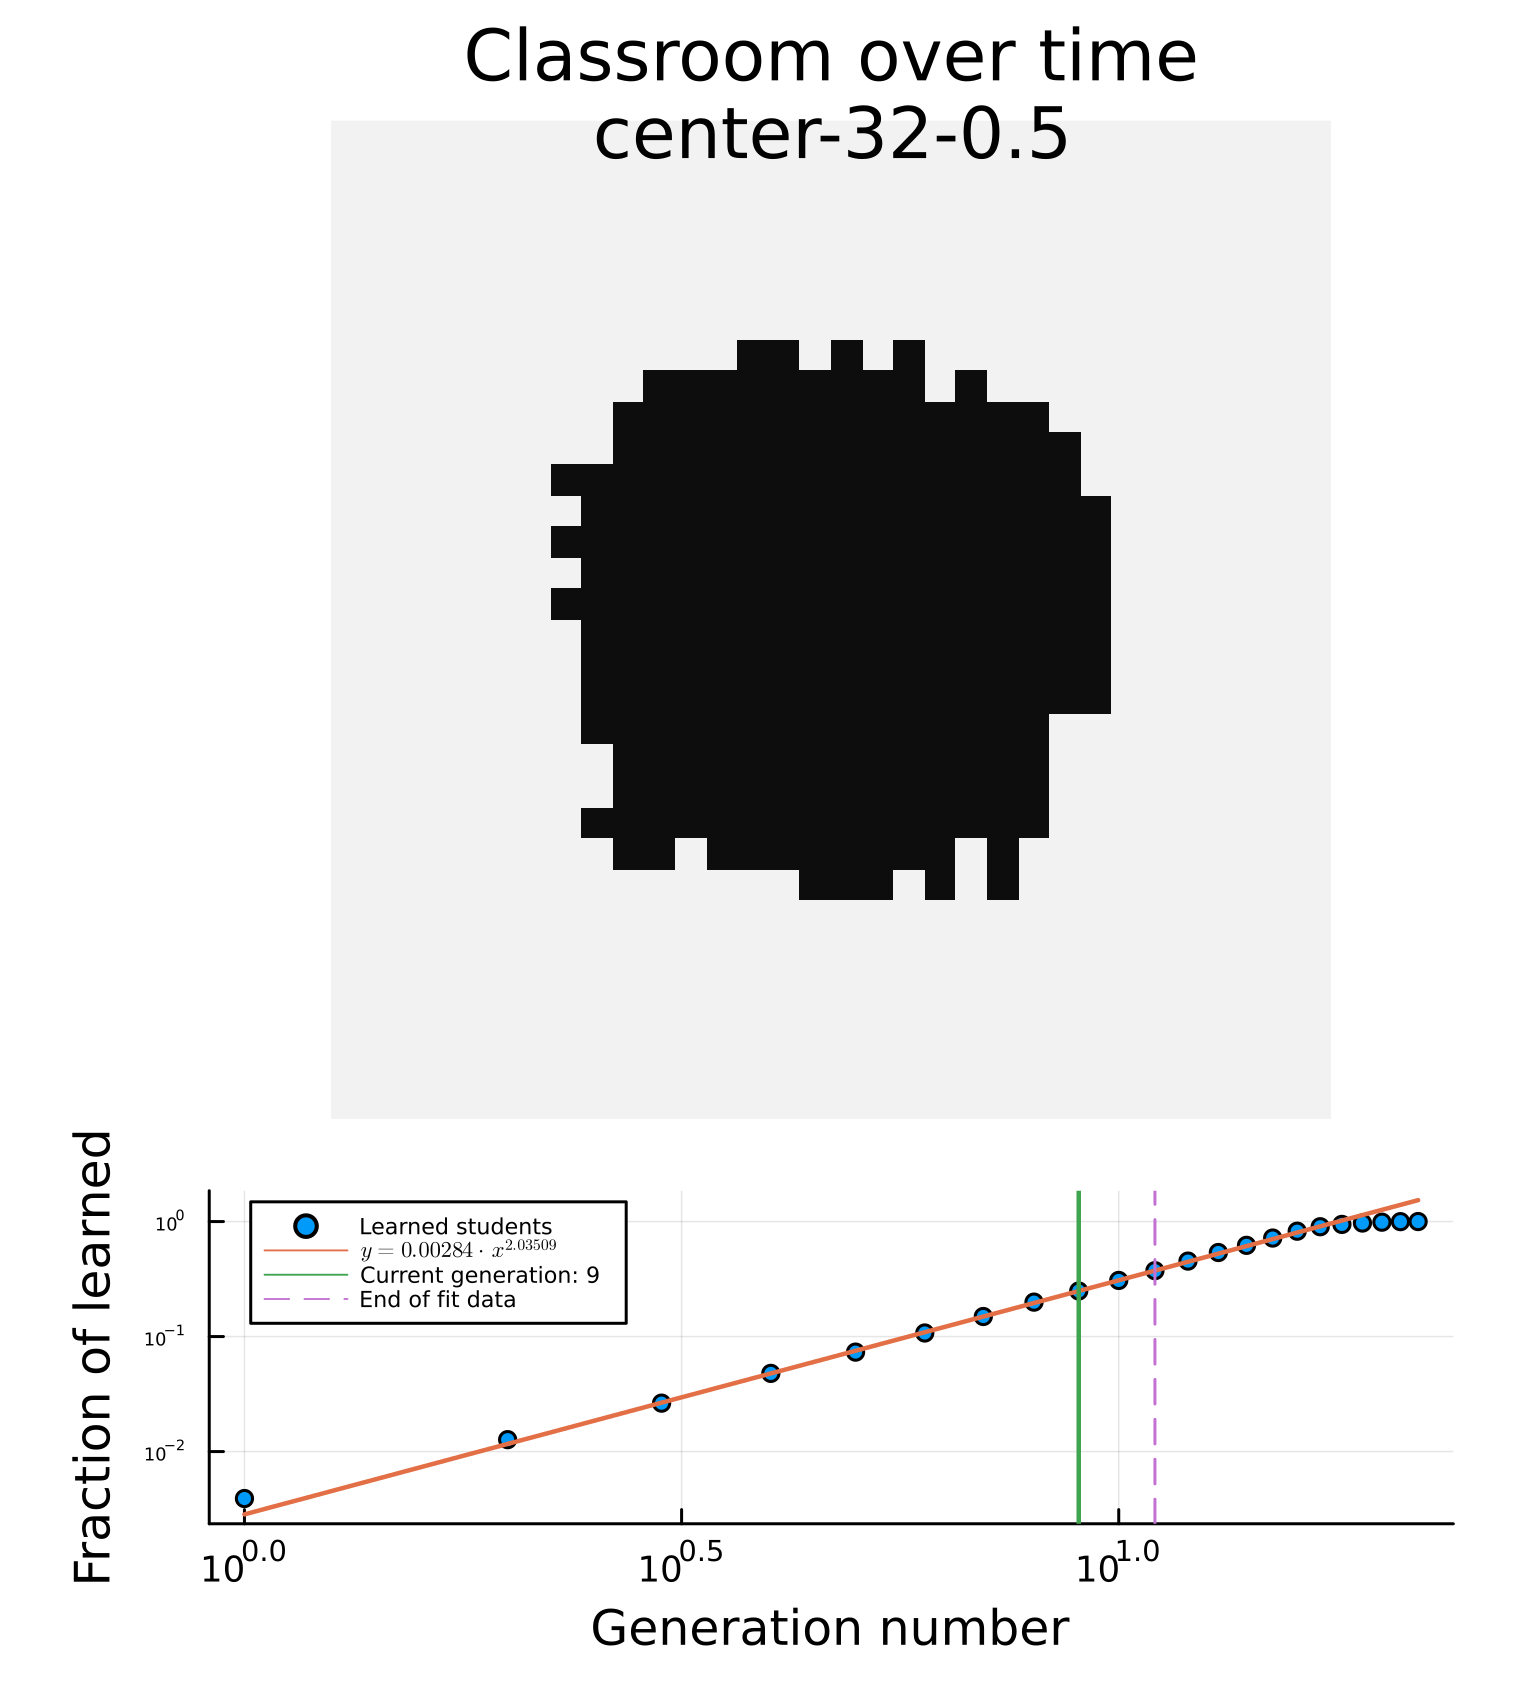 Classroom over time
center-32-0.5
Fraction of learned
10^0
10^−1
10^−2
Learned students
y = 0.00284 · x^2.03509
Current generation: 9
End of fit data
10^0.0
10^0.5
10^1.0
Generation number